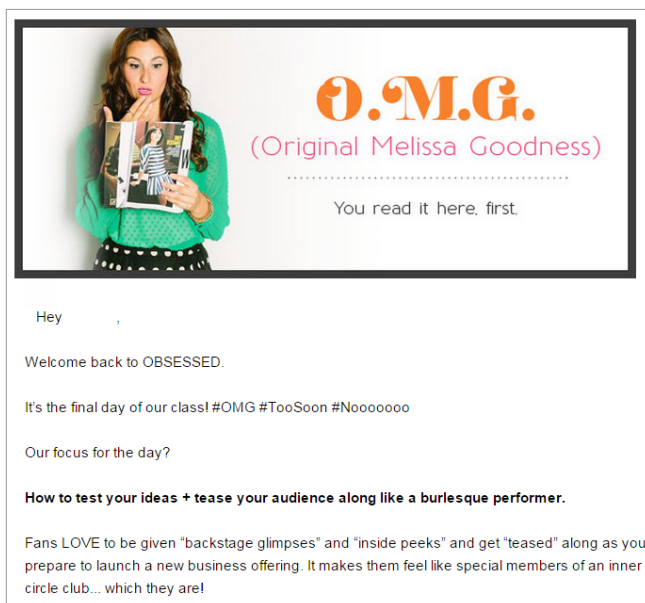 O.M.G.
(Original Melissa Goodness)
You read it here, first.
Hey ,
Welcome back to OBSESSED.
It's the final day of our class! #OMG #TooSoon #Nooooooo
Our focus for the day?
How to test your ideas + tease your audience along like a burlesque performer.
Fans LOVE to be given “backstage glimpses” and “inside peeks” and get “teased” along as you
prepare to launch a new business offering. It makes them feel like special members of an inner
circle club... which they are!